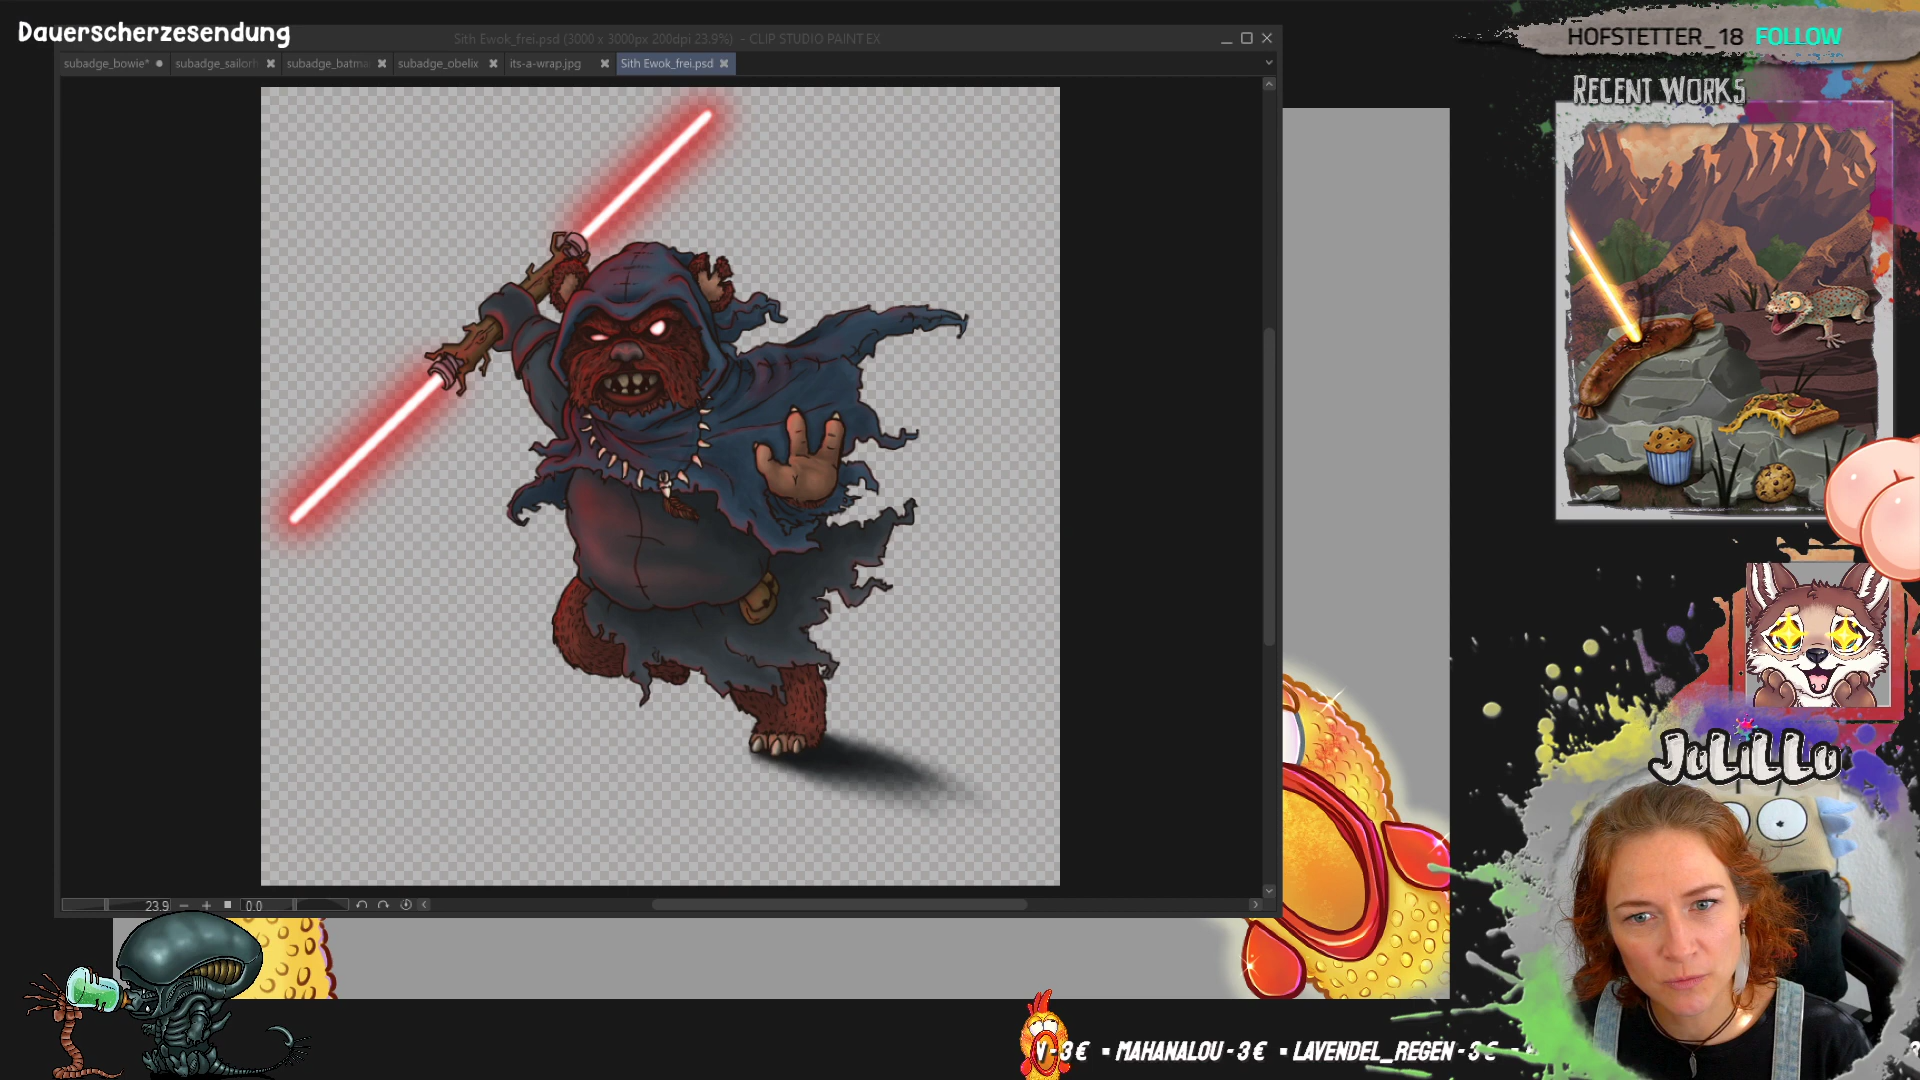 Dauerscherzesendung
Sith Ewok_frei.psd (3000 x 3000px 200dpi 23.9%) - CLIP STUDIO PAINT EX
subadge_bowie* subadge_sailor subadge_batma subadge_obelix its-a-wrap.jpg Sith Ewok_frei.psd
HOFSTETTER_18 FOLLOW
RECENT WORKS
JoLiLLu
23.9 0.0
- 3 € • MAHANALOU - 3 € • LAVENDEL_REGEN - 3 €